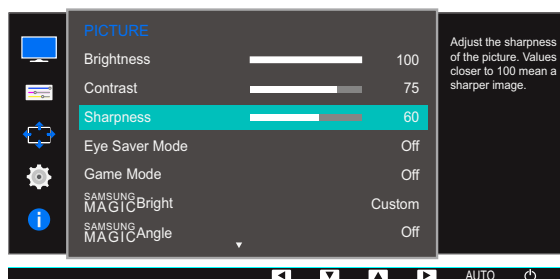 PICTURE
Brightness 100
Contrast 75
Sharpness 60
Eye Saver Mode Off
Game Mode Off
SAMSUNG
MAGICBright Custom
SAMSUNG
MAGICAngle Off
Adjust the sharpness
of the picture. Values
closer to 100 mean a
sharper image.
AUTO